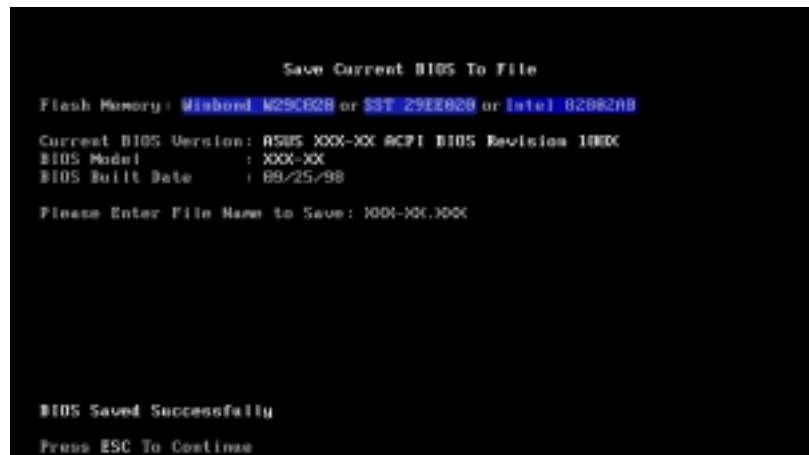 Save Current BIOS To File
Flash Memory: Winbond W29C020 or SST 29EE020 or Intel 82802AB
Current BIOS Version: ASUS XXX-XX ACPI BIOS Revision 100X
BIOS Model : XXX-XX
BIOS Built Date : 09/25/98
Please Enter File Name to Save: XXX-XX.XXX
BIOS Saved Successfully
Press ESC To Continue